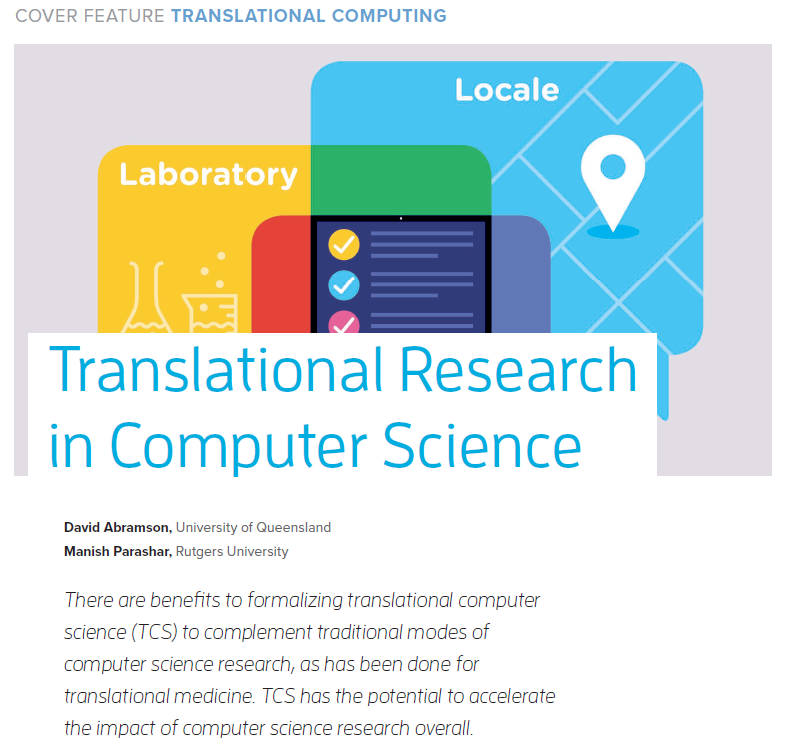 COVER FEATURE TRANSLATIONAL COMPUTING
Locale
Laboratory
Translational Research
in Computer Science
David Abramson, University of Queensland
Manish Parashar, Rutgers University
There are benefits to formalizing translational computer
science (TCS) to complement traditional modes of
computer science research, as has been done for
translational medicine. TCS has the potential to accelerate
the impact of computer science research overall.